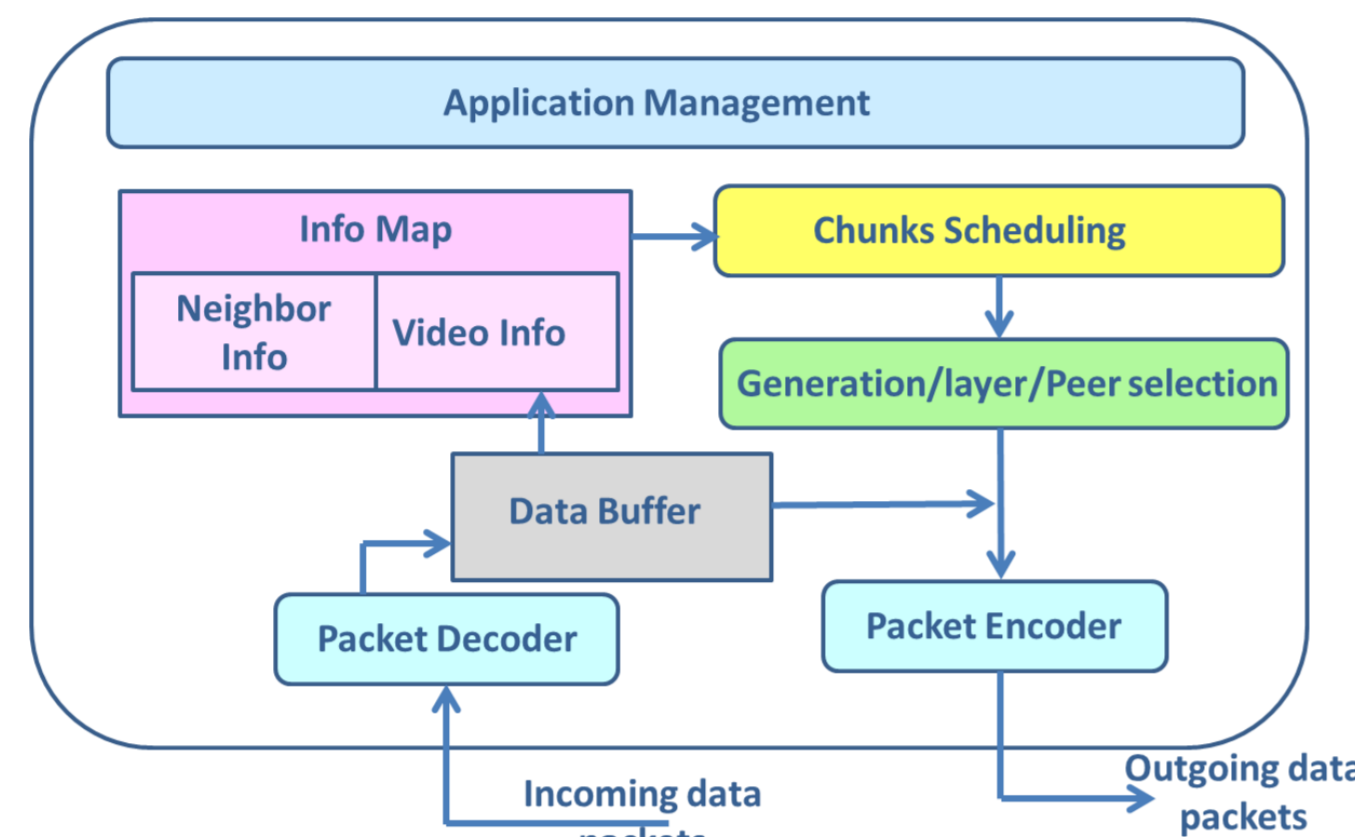 Application Management
Info Map
Chunks Scheduling
Neighbor
Info
Video Info
Generation/layer/Peer selection
Data Buffer
Packet Decoder
Packet Encoder
Incoming data
packets
Outgoing data
packets